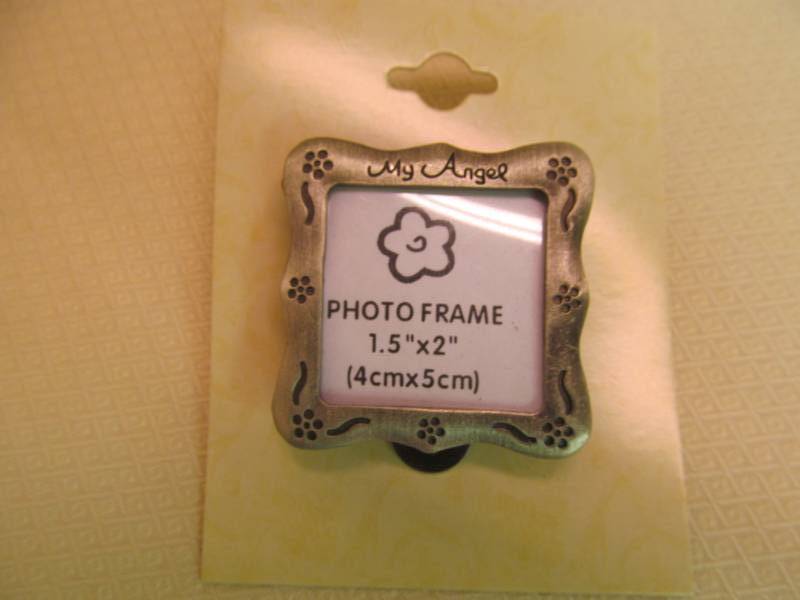 My Angel
PHOTO FRAME
1.5"x2"
(4cmx5cm)